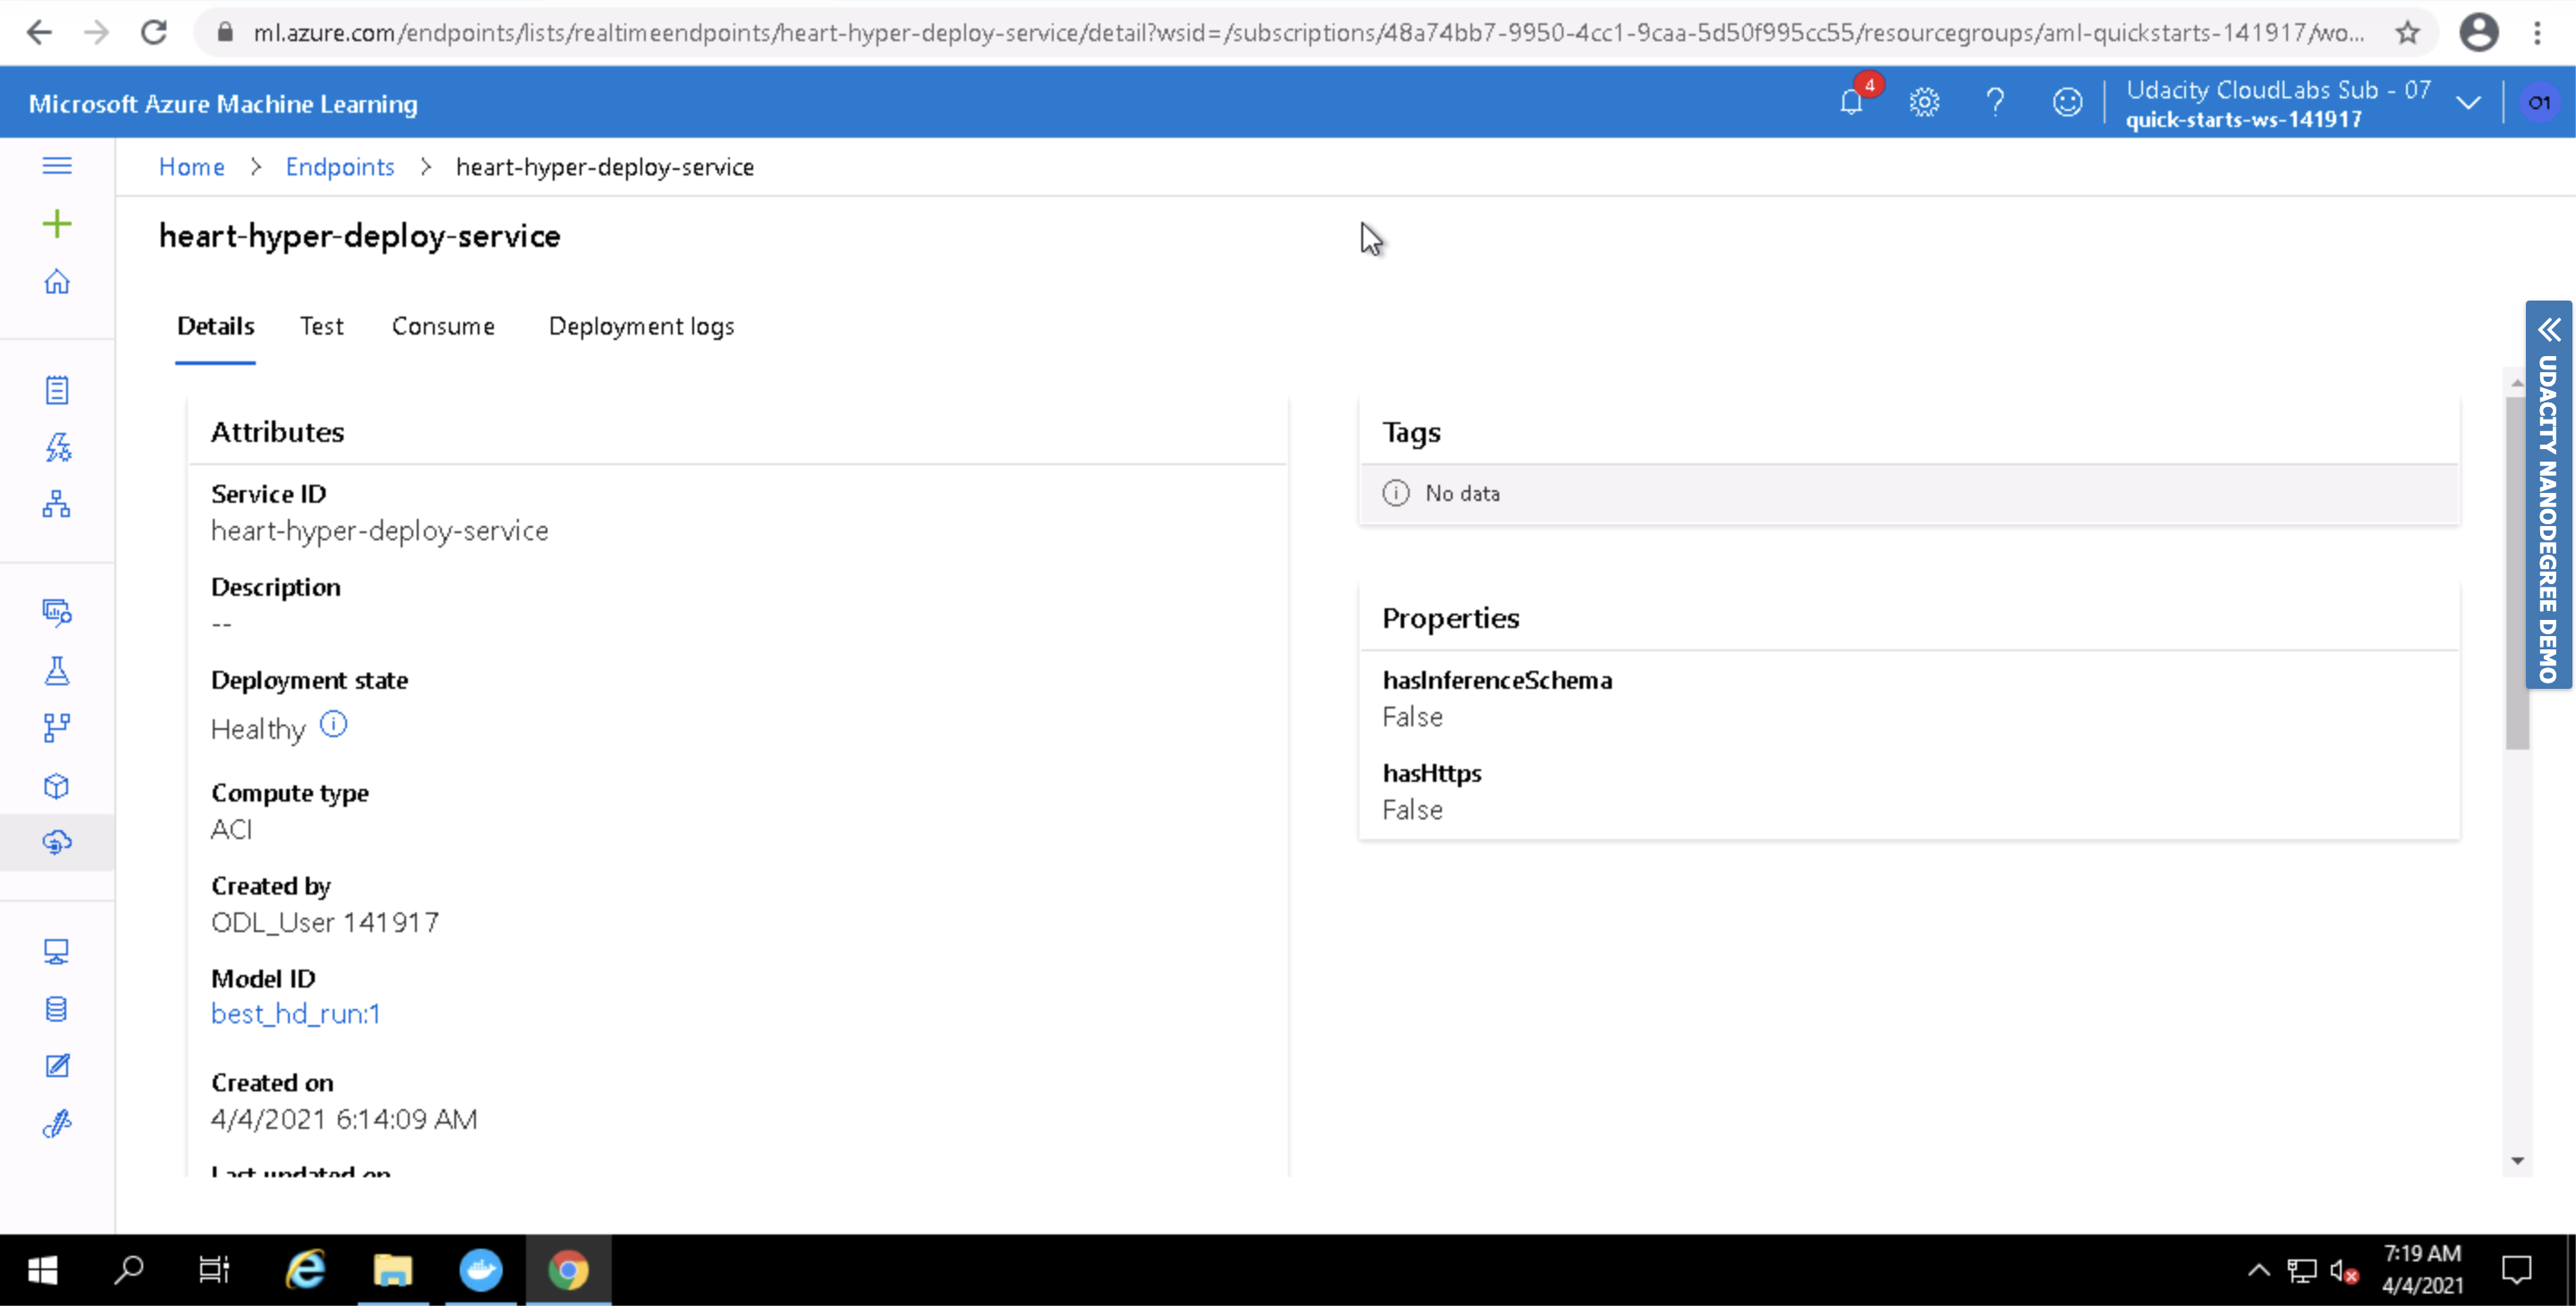 ml.azure.com/endpoints/lists/realtimeendpoints/heart-hyper-deploy-service/detail?wsid=/subscriptions/48a74bb7-9950-4cc1-9caa-5d50f995cc55/resourcegroups/aml-quickstarts-141917/wo...
Microsoft Azure Machine Learning
4
?
Udacity CloudLabs Sub - 07
quick-starts-ws-141917
O1
Home > Endpoints > heart-hyper-deploy-service
heart-hyper-deploy-service
Details Test Consume Deployment logs
Attributes
Service ID
heart-hyper-deploy-service
Description
--
Deployment state
Healthy
Compute type
ACI
Created by
ODL_User 141917
Model ID
best_hd_run:1
Created on
4/4/2021 6:14:09 AM
Last updated on
Tags
No data
Properties
hasInferenceSchema
False
hasHttps
False
UDACITY NANODEGREE DEMO
7:19 AM
4/4/2021